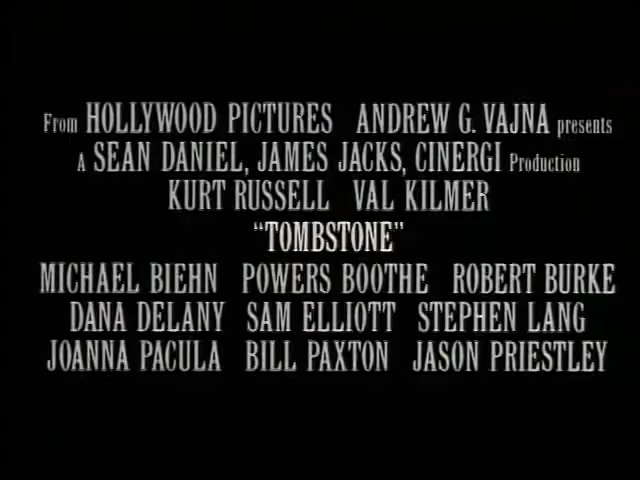 From HOLLYWOOD PICTURES ANDREW G. VAJNA presents
A SEAN DANIEL, JAMES JACKS, CINERGI Production
KURT RUSSELL VAL KILMER
“TOMBSTONE”
MICHAEL BIEHN POWERS BOOTHE ROBERT BURKE
DANA DELANY SAM ELLIOTT STEPHEN LANG
JOANNA PACULA BILL PAXTON JASON PRIESTLEY